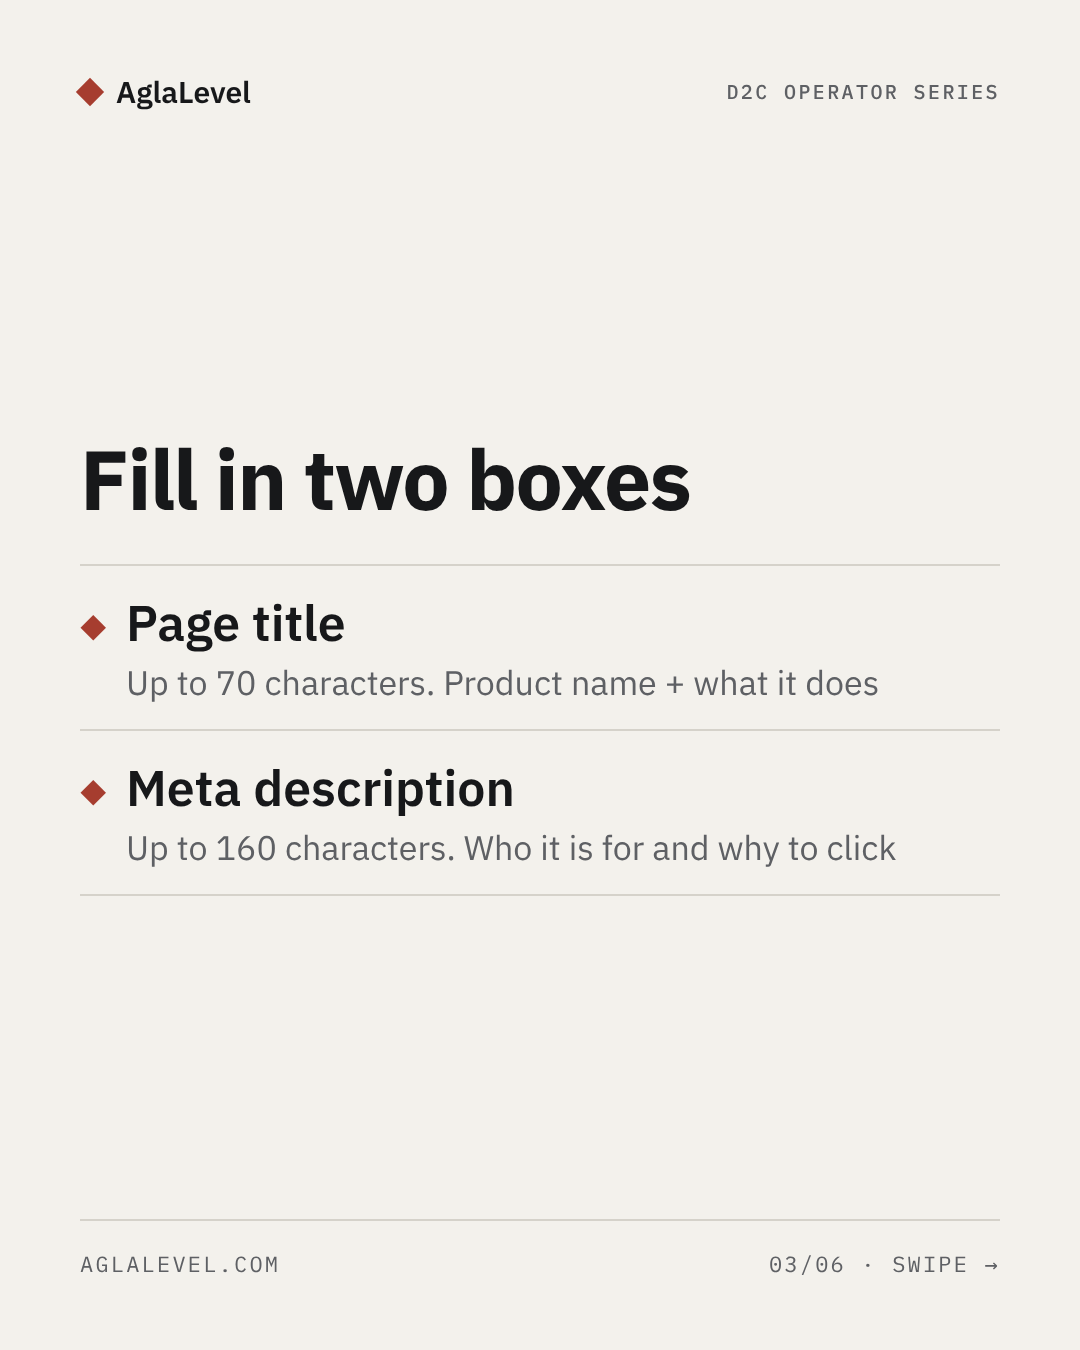 AglaLevel
D2C OPERATOR SERIES
Fill in two boxes
Page title
Up to 70 characters. Product name + what it does
Meta description
Up to 160 characters. Who it is for and why to click
AGLALEVEL.COM
03/06 · SWIPE →